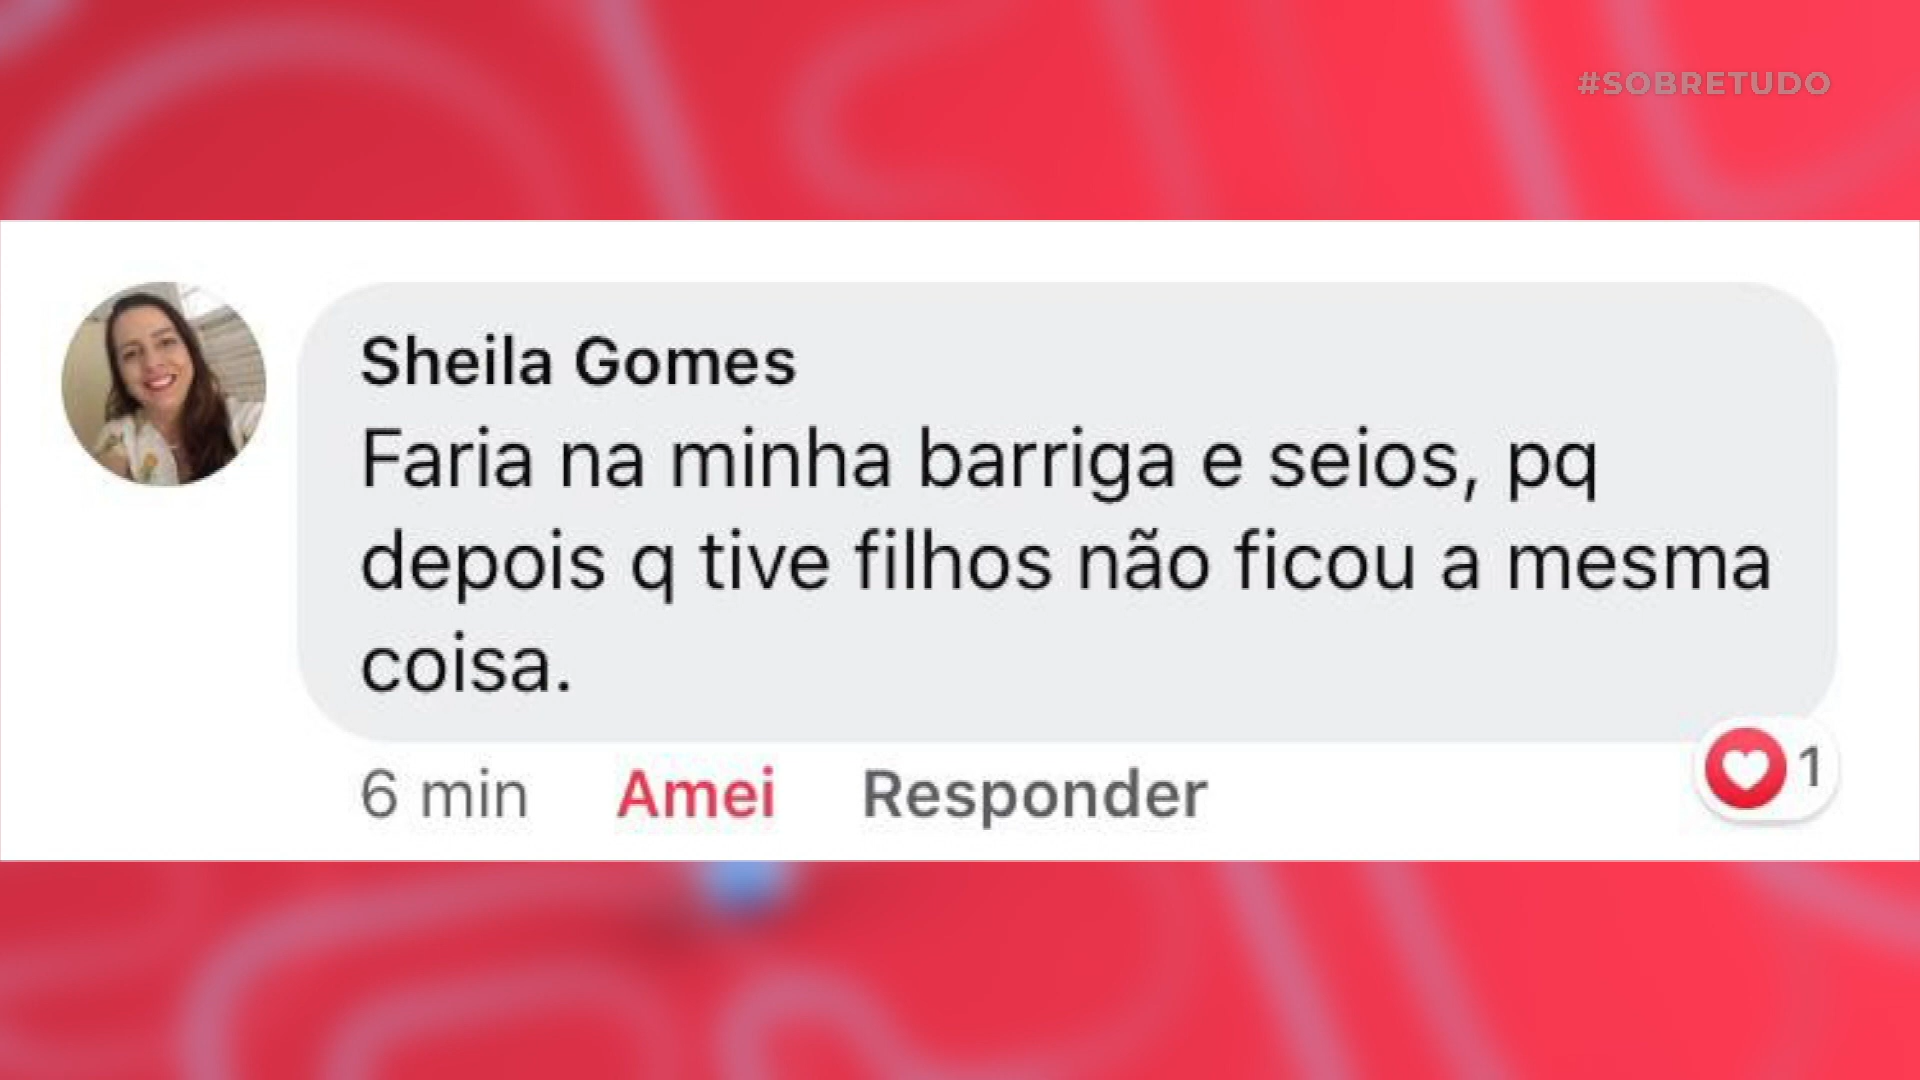 #SOBRETUDO
Sheila Gomes
Faria na minha barriga e seios, pq
depois q tive filhos não ficou a mesma
coisa.
6 min Amei Responder 1